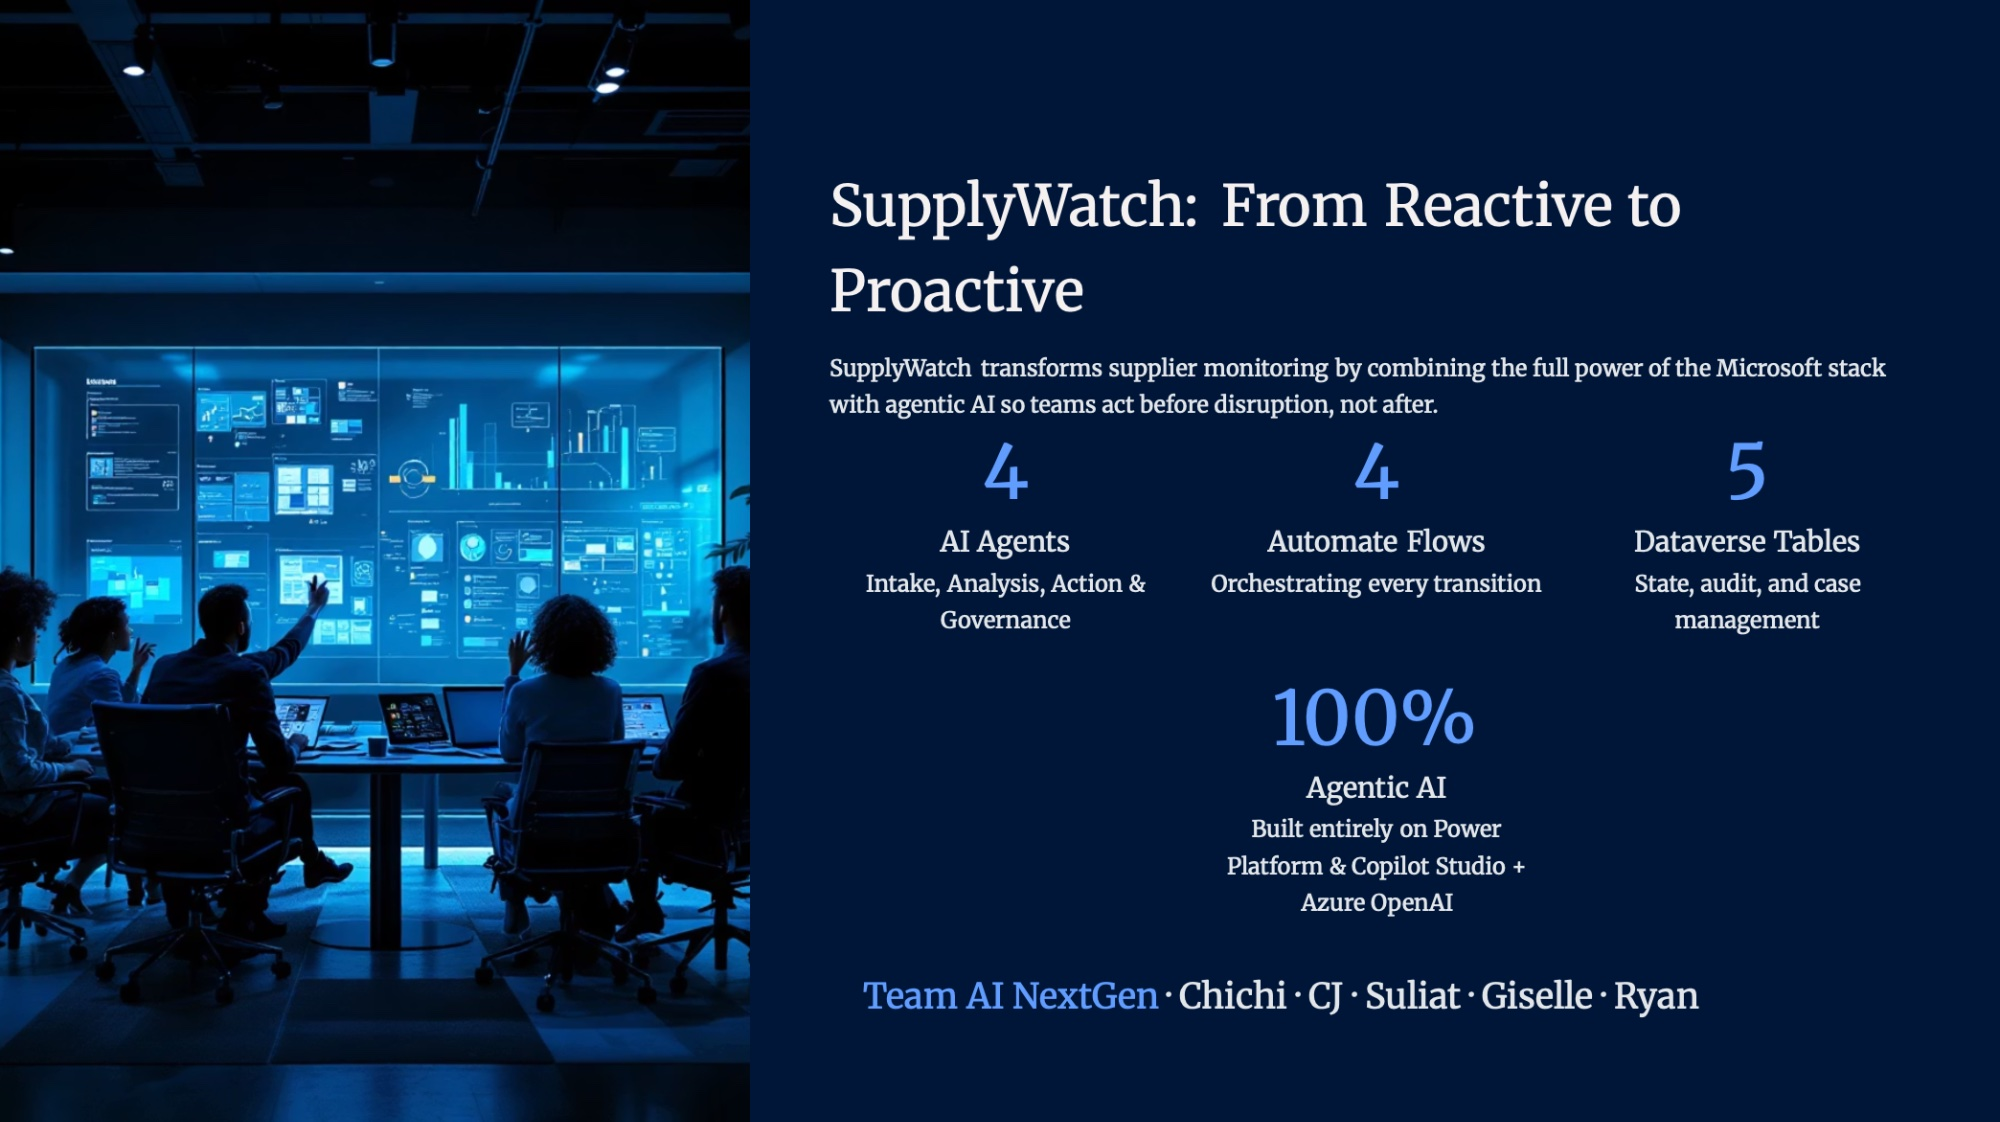 SupplyWatch: From Reactive to
Proactive
SupplyWatch transforms supplier monitoring by combining the full power of the Microsoft stack
with agentic AI so teams act before disruption, not after.
4
AI Agents
Intake, Analysis, Action &
Governance
4
Automate Flows
Orchestrating every transition
5
Dataverse Tables
State, audit, and case
management
100%
Agentic AI
Built entirely on Power
Platform & Copilot Studio +
Azure OpenAI
Team AI NextGen · Chichi · CJ · Suliat · Giselle · Ryan